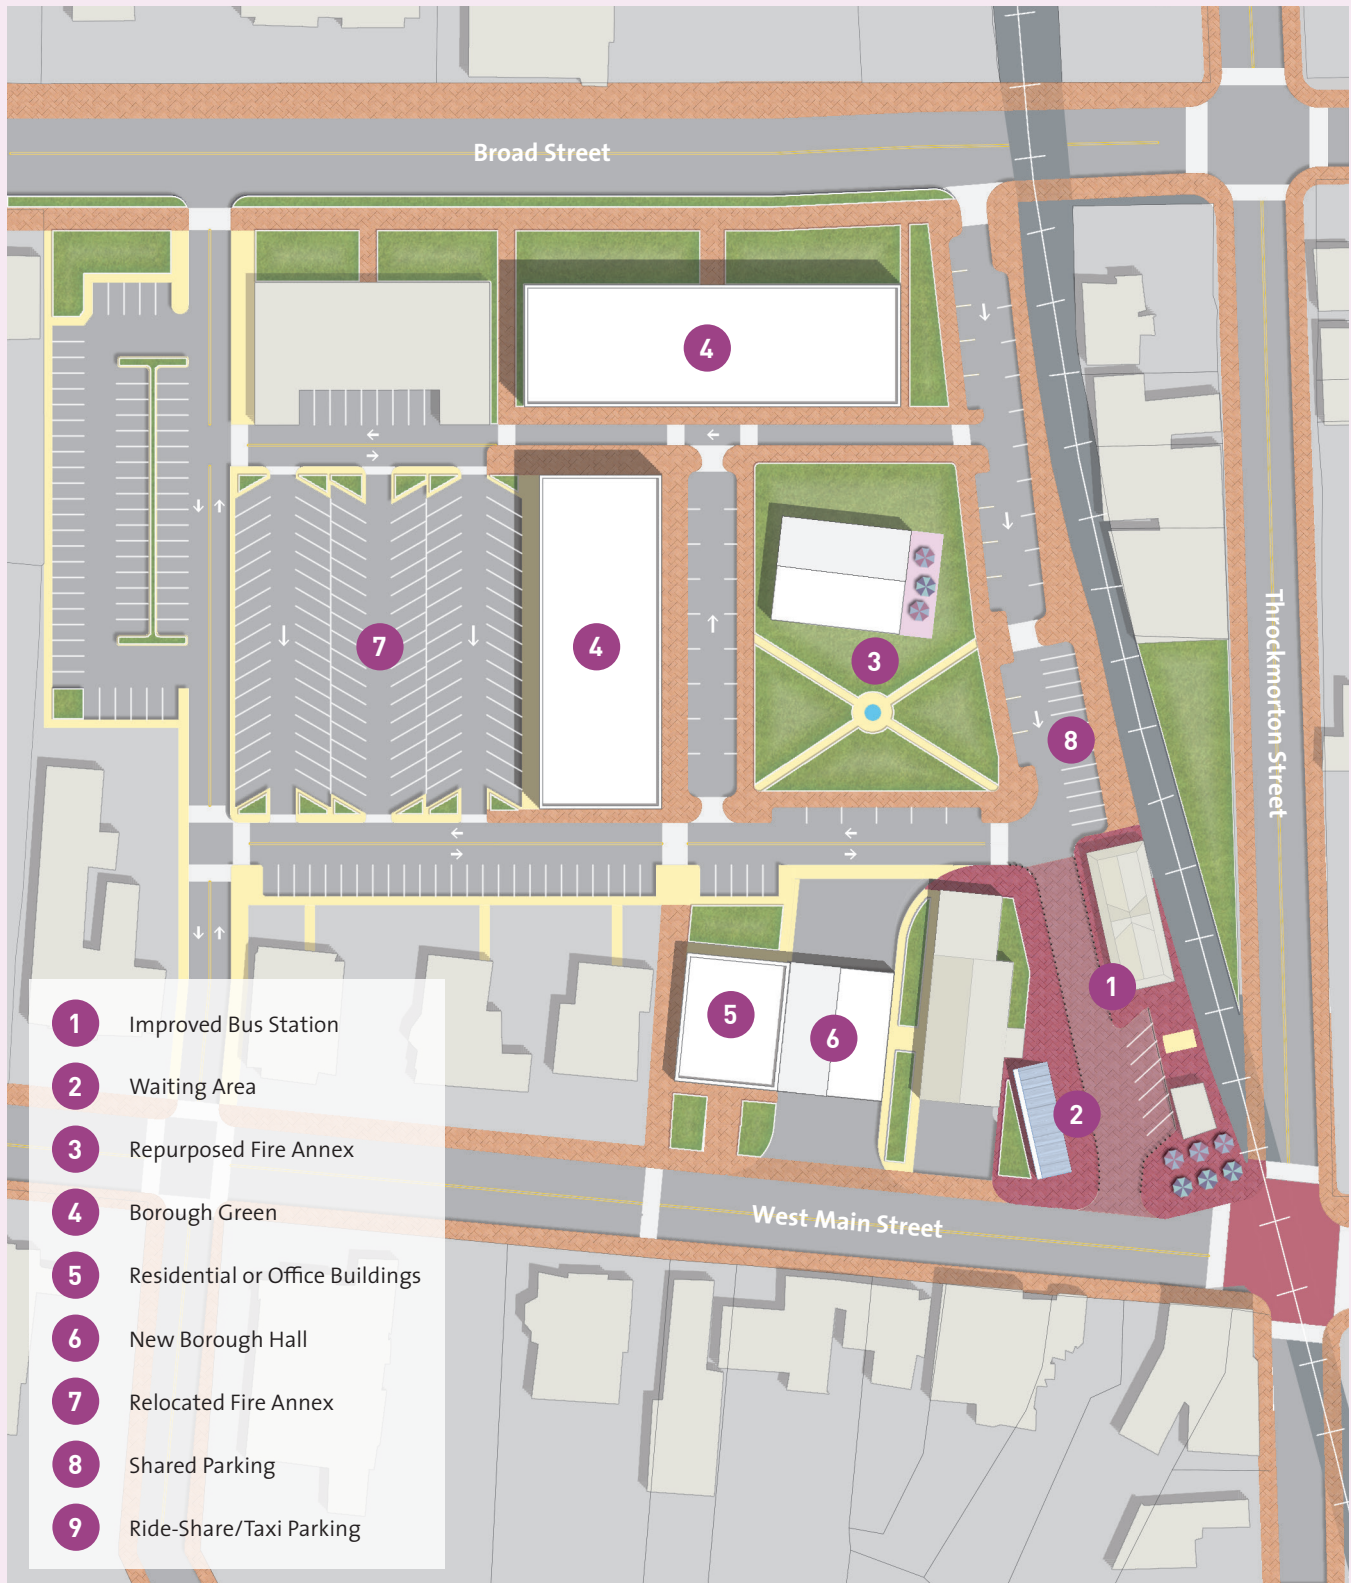 Broad Street
4
Throckmorton Street
7
4
3
8
1
5
6
2
West Main Street
1 Improved Bus Station
2 Waiting Area
3 Repurposed Fire Annex
4 Borough Green
5 Residential or Office Buildings
6 New Borough Hall
7 Relocated Fire Annex
8 Shared Parking
9 Ride-Share/Taxi Parking